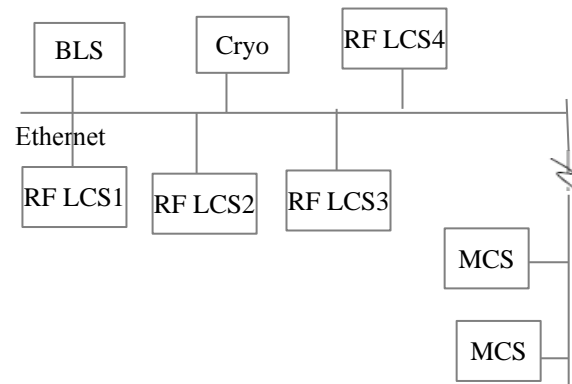 BLS
Cryo
RF LCS4
Ethernet
RF LCS1
RF LCS2
RF LCS3
MCS
MCS